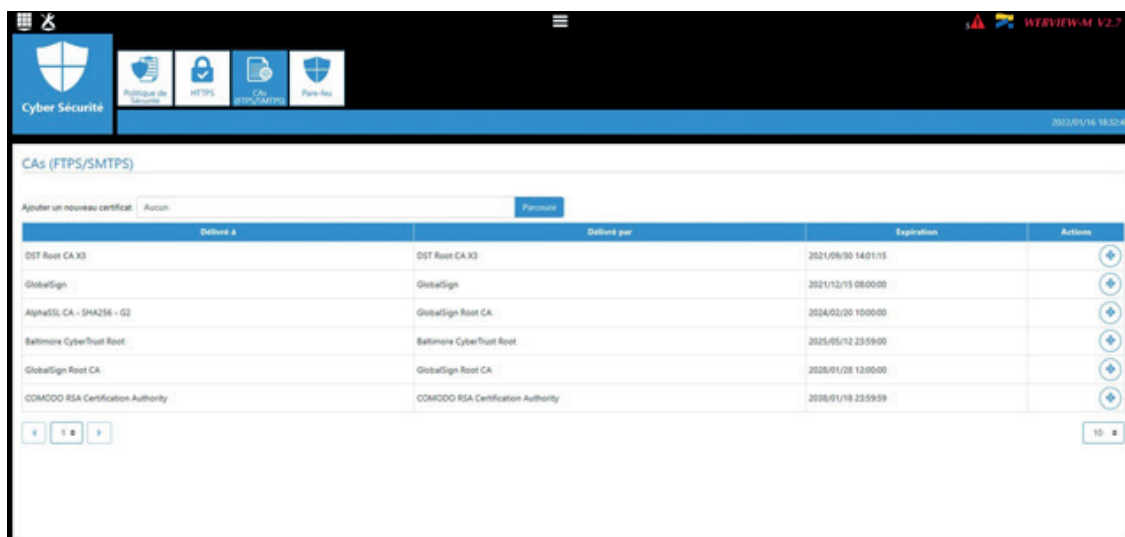 5 WEBVIEW-M V2.7
Cyber Sécurité
Politique de Sécurité
HTTPS
CAs (FTPS/SMTPS)
Pare-feu
2022/01/16 18:32:4
CAs (FTPS/SMTPS)
Ajouter un nouveau certificat Aucun Parcourir
Délivré à Délivré par Expiration Actions
DST Root CA X3 DST Root CA X3 2021/09/30 14:01:15
GlobalSign GlobalSign 2021/12/15 08:00:00
AlphaSSL CA - SHA256 - G2 GlobalSign Root CA 2024/02/20 10:00:00
Baltimore CyberTrust Root Baltimore CyberTrust Root 2025/05/12 23:59:00
GlobalSign Root CA GlobalSign Root CA 2028/01/28 12:00:00
COMODO RSA Certification Authority COMODO RSA Certification Authority 2038/01/18 23:59:59
1 10